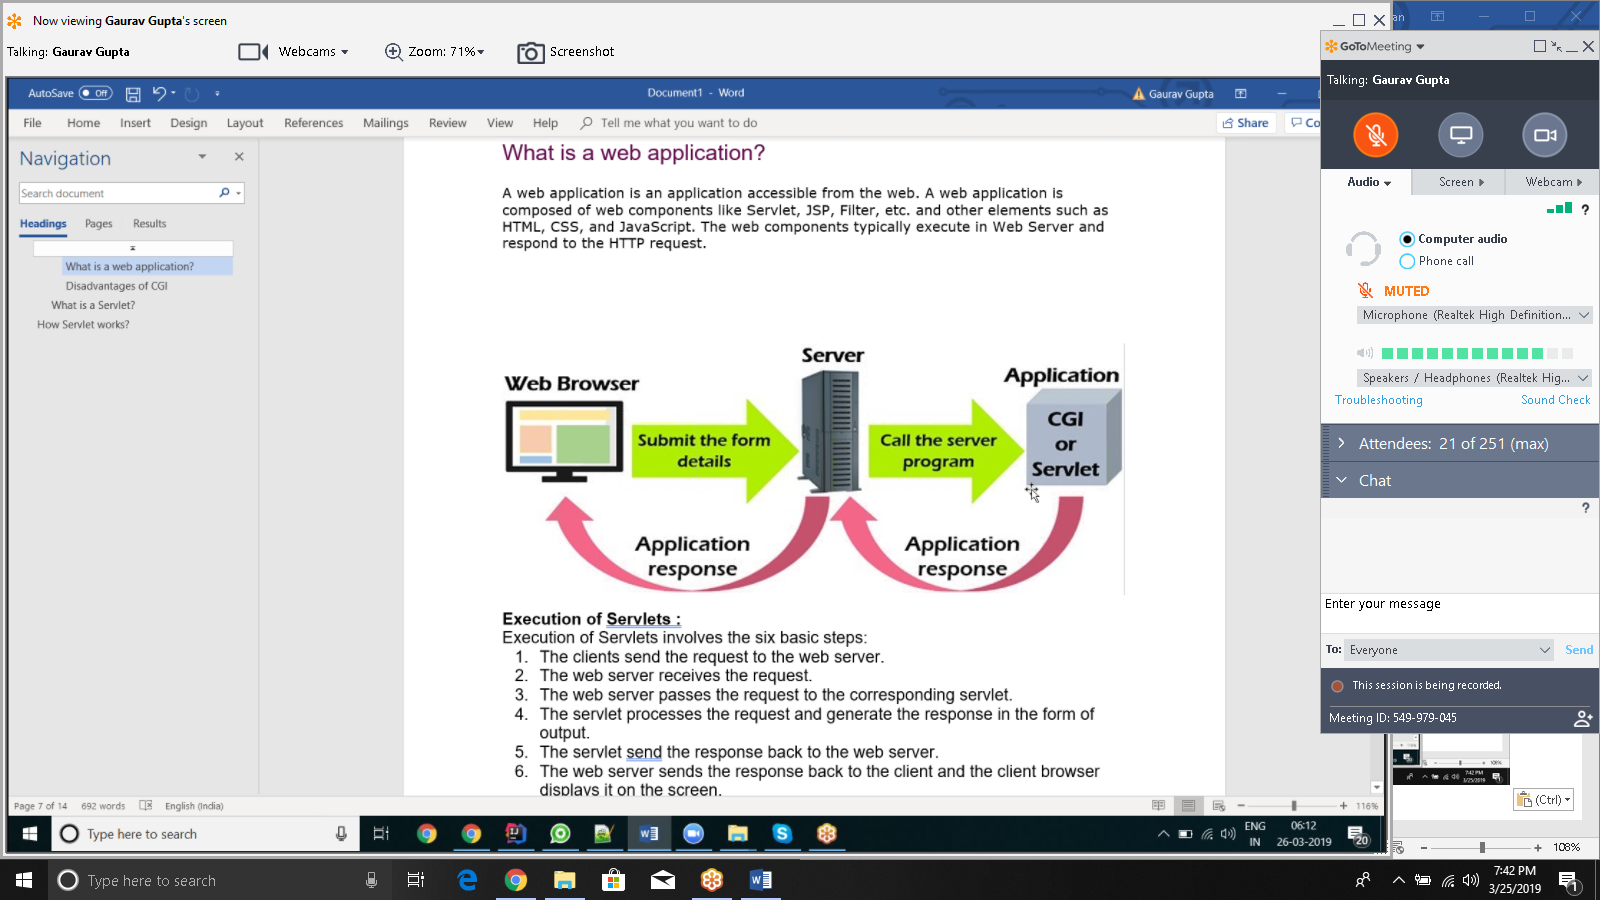 Now viewing Gaurav Gupta's screen
Talking: Gaurav Gupta
Webcams
Zoom: 71%
Screenshot
AutoSave Off
Document1 - Word
Gaurav Gupta
File Home Insert Design Layout References Mailings Review View Help Tell me what you want to do
Share
Co
Navigation
Search document
Headings Pages Results
What is a web application?
Disadvantages of CGI
What is a Servlet?
How Servlet works?
What is a web application?
A web application is an application accessible from the web. A web application is
composed of web components like Servlet, JSP, Filter, etc. and other elements such as
HTML, CSS, and JavaScript. The web components typically execute in Web Server and
respond to the HTTP request.
Web Browser
Server
Application
Submit the form
details
Call the server
program
CGI
or
Servlet
Application
response
Application
response
Execution of Servlets :
Execution of Servlets involves the six basic steps:
1. The clients send the request to the web server.
2. The web server receives the request.
3. The web server passes the request to the corresponding servlet.
4. The servlet processes the request and generate the response in the form of
output.
5. The servlet send the response back to the web server.
6. The web server sends the response back to the client and the client browser
displays it on the screen.
Page 7 of 14 692 words English (India)
116%
Type here to search
ENG
IN
06:12
26-03-2019
20
an
GoToMeeting
Talking: Gaurav Gupta
Audio Screen Webcam
?
Computer audio
Phone call
MUTED
Microphone (Realtek High Definition...
Speakers / Headphones (Realtek Hig...
Troubleshooting Sound Check
Attendees: 21 of 251 (max)
Chat
?
Enter your message
To: Everyone Send
This session is being recorded.
Meeting ID: 549-979-045
7:42 PM
3/25/2019
(Ctrl)
108%
Type here to search
7:42 PM
3/25/2019
1